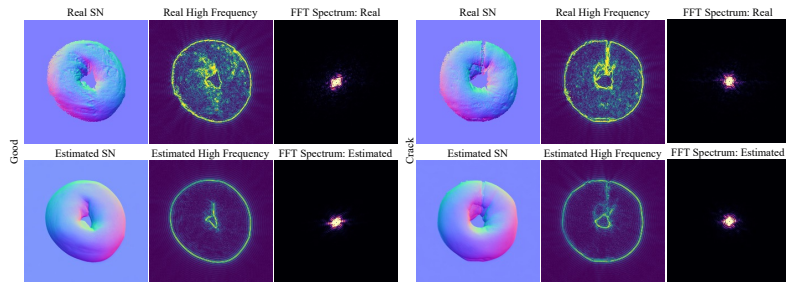 Real SN Real High Frequency FFT Spectrum: Real
Good
Estimated SN Estimated High Frequency FFT Spectrum: Estimated
Real SN Real High Frequency FFT Spectrum: Real
Crack
Estimated SN Estimated High Frequency FFT Spectrum: Estimated